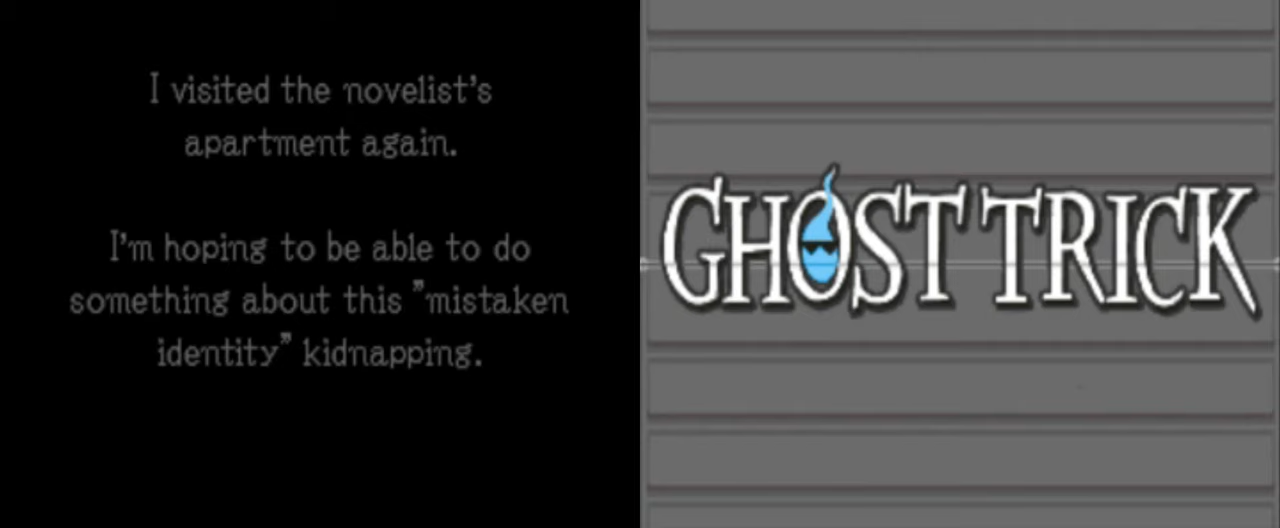 I visited the novelist's
apartment again.
I'm hoping to be able to do
something about this "mistaken
identity" kidnapping.
GHOST TRICK